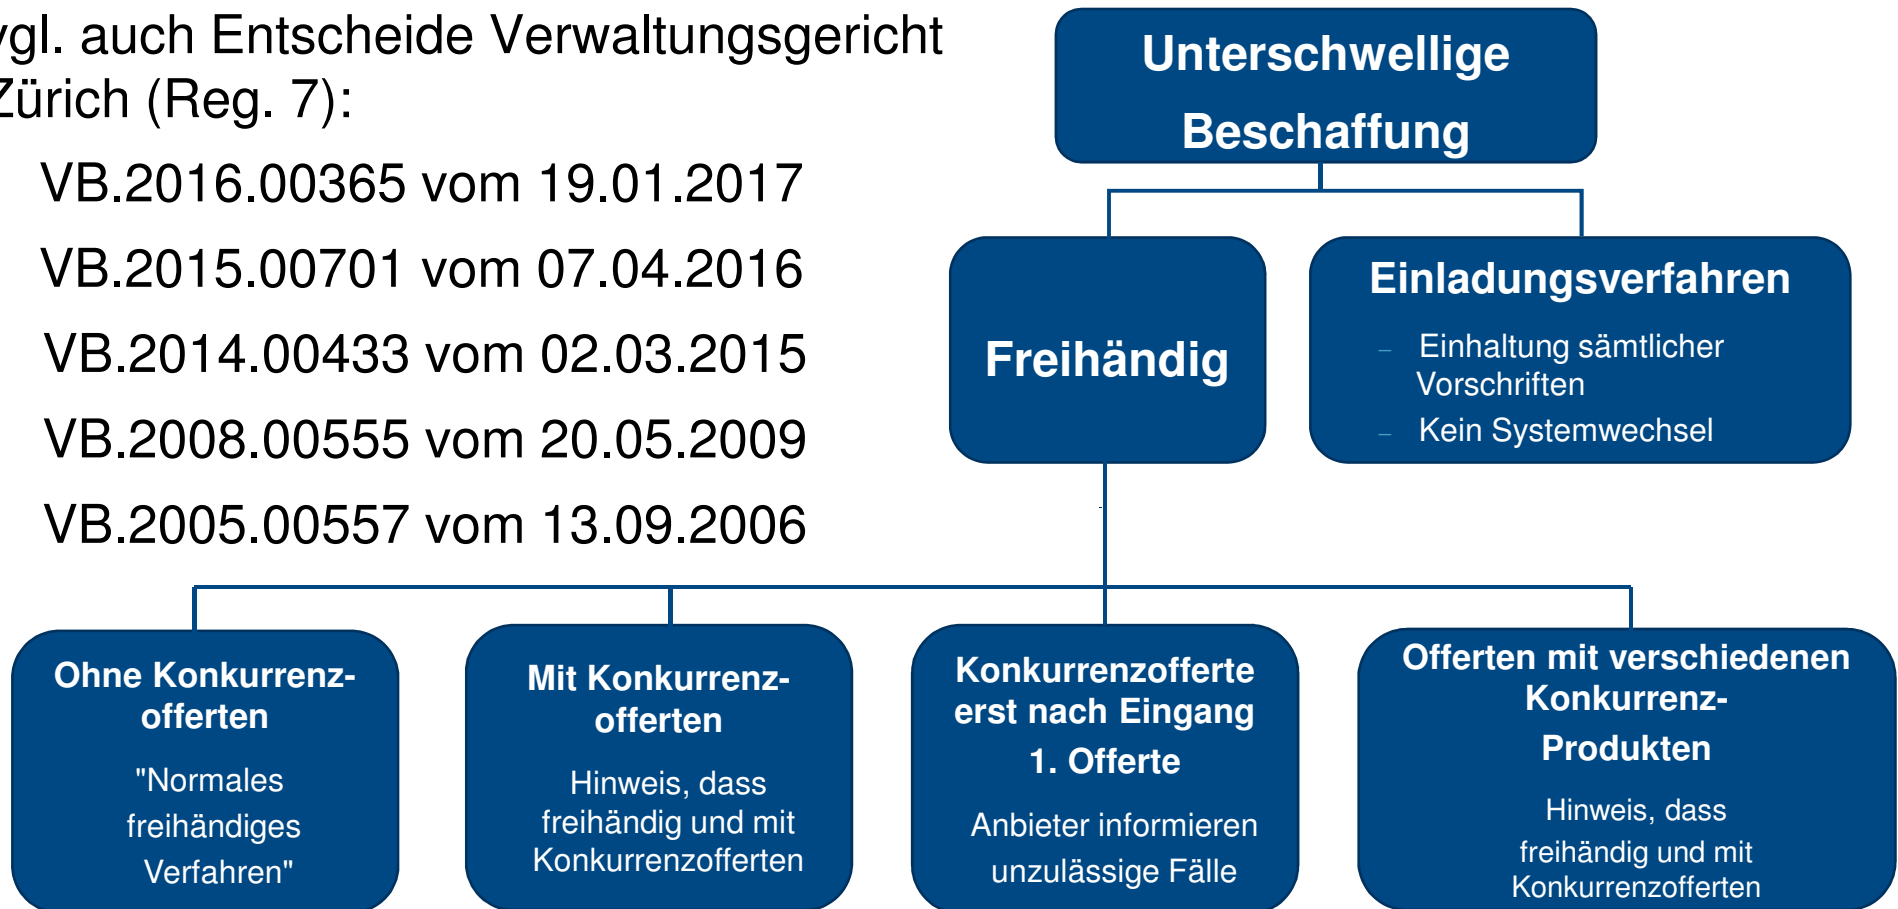 vgl. auch Entscheide Verwaltungsgericht
Zürich (Reg. 7):
VB.2016.00365 vom 19.01.2017
VB.2015.00701 vom 07.04.2016
VB.2014.00433 vom 02.03.2015
VB.2008.00555 vom 20.05.2009
VB.2005.00557 vom 13.09.2006
Unterschwellige
Beschaffung
Freihändig
Einladungsverfahren
– Einhaltung sämtlicher
Vorschriften
– Kein Systemwechsel
Ohne Konkurrenz-
offerten
"Normales
freihändiges
Verfahren"
Mit Konkurrenz-
offerten
Hinweis, dass
freihändig und mit
Konkurrenzofferten
Konkurrenzofferte
erst nach Eingang
1. Offerte
Anbieter informieren
unzulässige Fälle
Offerten mit verschiedenen
Konkurrenz-
Produkten
Hinweis, dass
freihändig und mit
Konkurrenzofferten